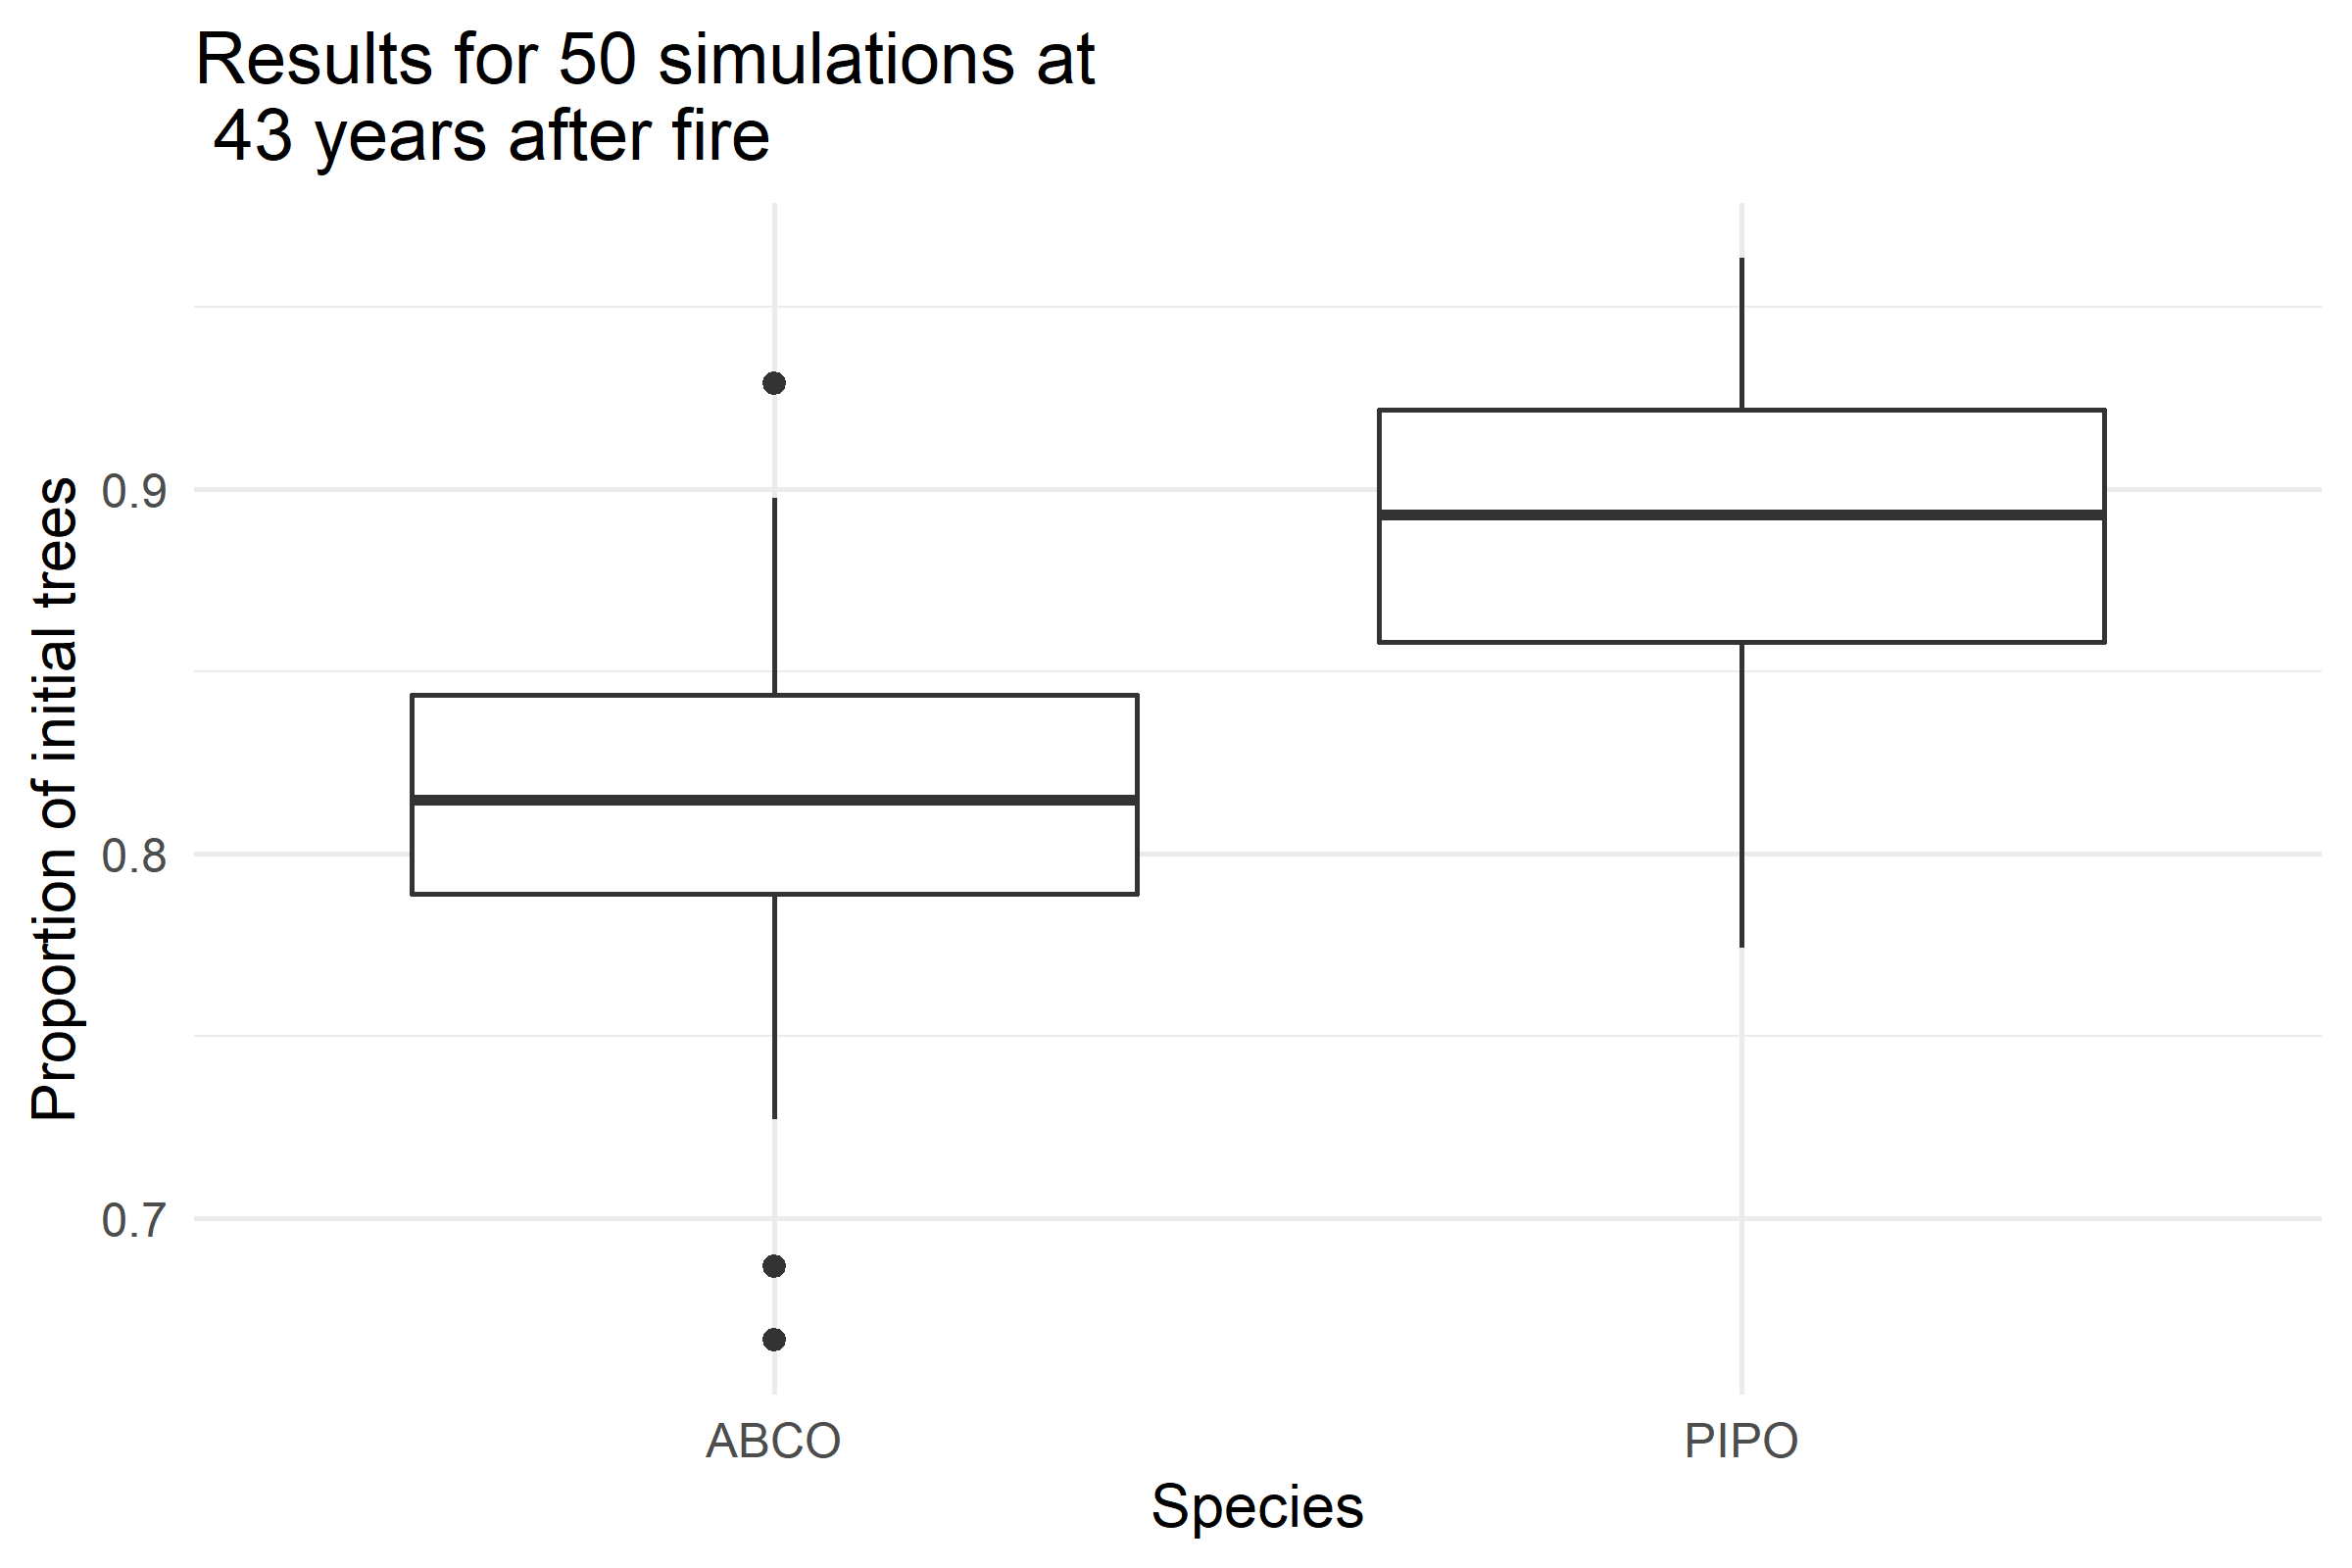 Results for 50 simulations at
43 years after fire
Proportion of initial trees
0.9
0.8
0.7
ABCO
PIPO
Species